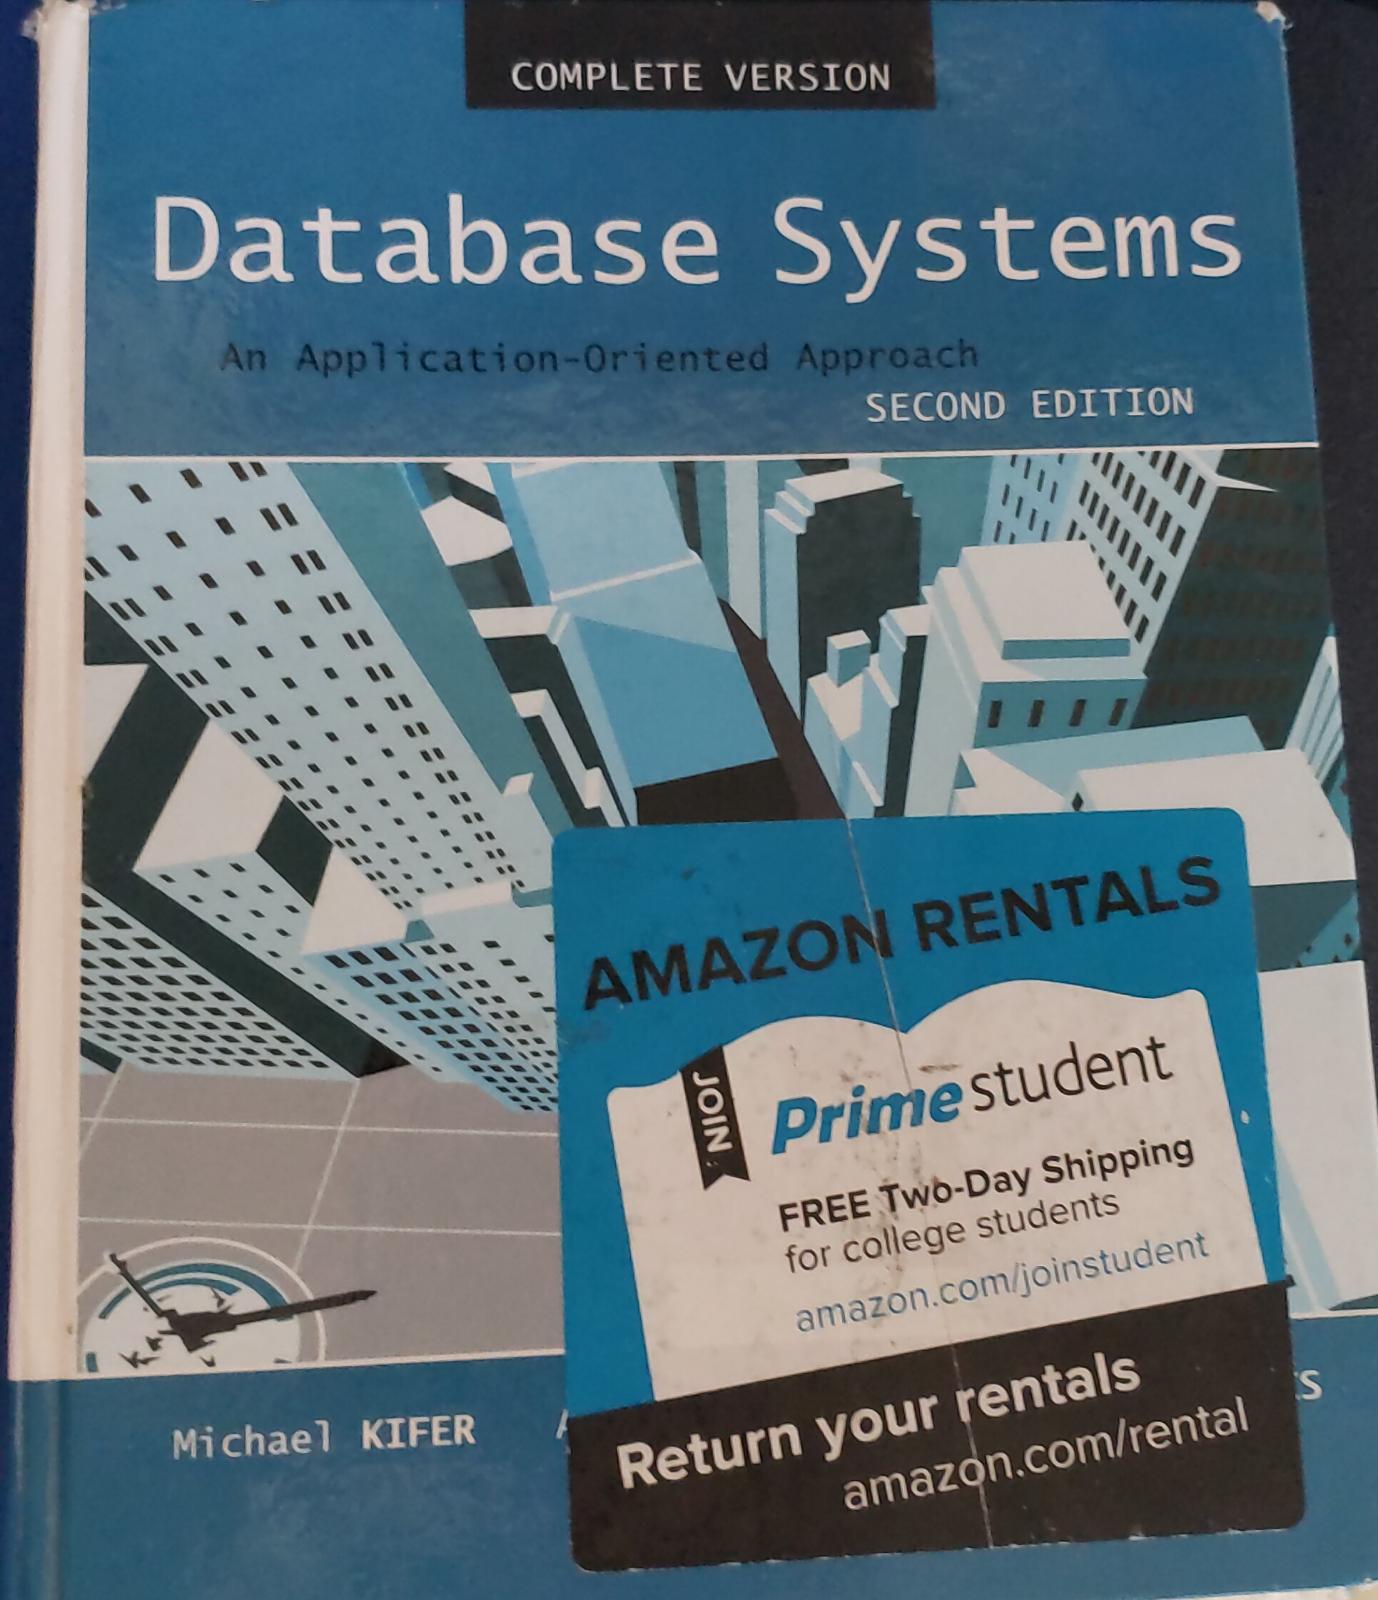 COMPLETE VERSION
Database Systems
An Application-Oriented Approach
SECOND EDITION
AMAZON RENTALS
JOIN
Prime student
FREE Two-Day Shipping
for college students
amazon.com/joinstudent
Return your rentals
amazon.com/rental
Michael KIFER